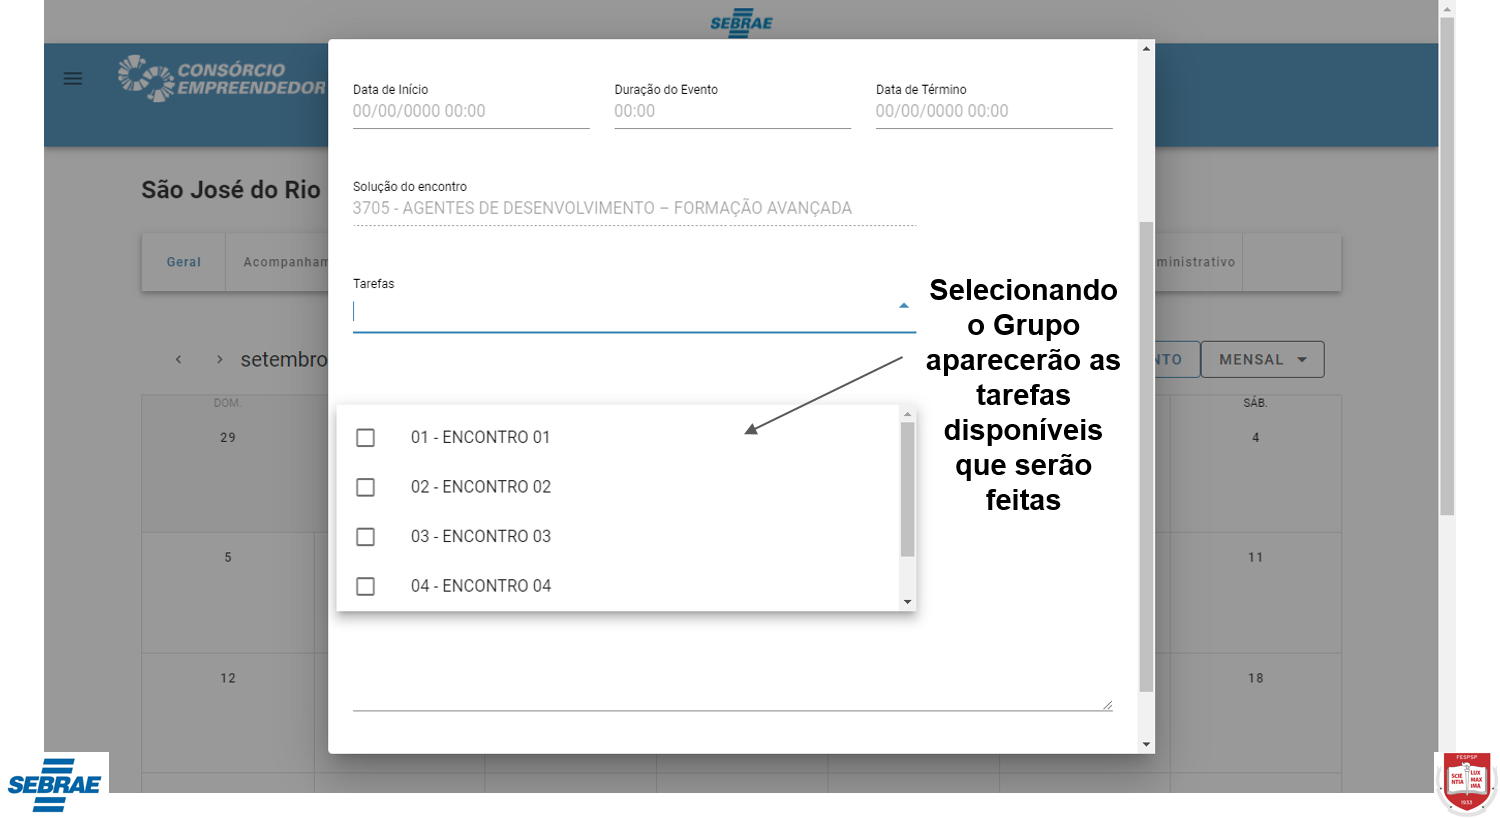 SEBRAE
CONSÓRCIO
EMPREENDEDOR
Data de Início
00/00/0000 00:00
Duração do Evento
00:00
Data de Término
00/00/0000 00:00
São José do Rio
Solução do encontro
3705 - AGENTES DE DESENVOLVIMENTO – FORMAÇÃO AVANÇADA
Geral
Acompanham
ministrativo
Tarefas
Selecionando
o Grupo
aparecerão as
tarefas
disponíveis
que serão
feitas
setembro
NTO
MENSAL
DOM.
SÁB.
29
4
01 - ENCONTRO 01
02 - ENCONTRO 02
03 - ENCONTRO 03
04 - ENCONTRO 04
5
11
12
18
SEBRAE
FESPSP
SCIE
NTIA
LUX
MAX
IMA
1933